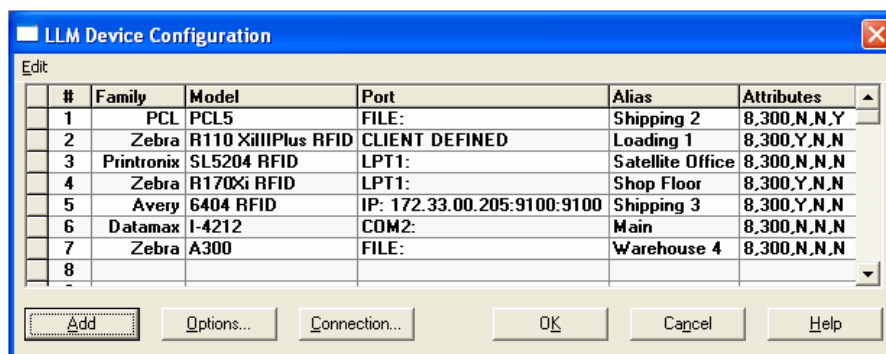 LLM Device Configuration
Edit
# Family Model Port Alias Attributes
1 PCL PCL5 FILE: Shipping 2 8,300,N,N,Y
2 Zebra R110 XiIIIPlus RFID CLIENT DEFINED Loading 1 8,300,Y,N,N
3 Printronix SL5204 RFID LPT1: Satellite Office 8,300,N,N,N
4 Zebra R170Xi RFID LPT1: Shop Floor 8,300,Y,N,N
5 Avery 6404 RFID IP: 172.33.00.205:9100:9100 Shipping 3 8,300,Y,N,N
6 Datamax I-4212 COM2: Main 8,300,N,N,N
7 Zebra A300 FILE: Warehouse 4 8,300,N,N,N
8
Add Options... Connection... OK Cancel Help